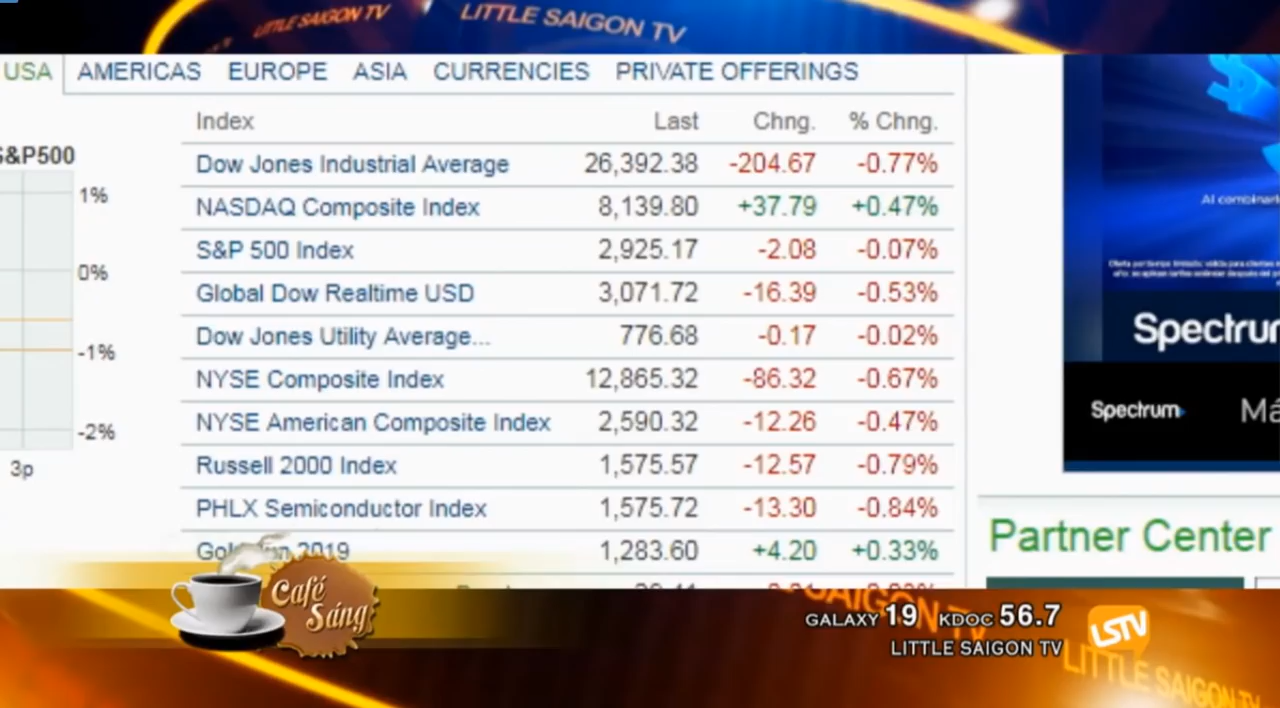 LITTLE SAIGON TV
LITTLE SAIGON TV
USA AMERICAS EUROPE ASIA CURRENCIES PRIVATE OFFERINGS
Index Last Chng. % Chng.
S&P500
Dow Jones Industrial Average 26,392.38 -204.67 -0.77%
1%
NASDAQ Composite Index 8,139.80 +37.79 +0.47%
S&P 500 Index 2,925.17 -2.08 -0.07%
0%
Global Dow Realtime USD 3,071.72 -16.39 -0.53%
Dow Jones Utility Average... 776.68 -0.17 -0.02%
-1%
NYSE Composite Index 12,865.32 -86.32 -0.67%
NYSE American Composite Index 2,590.32 -12.26 -0.47%
-2%
Russell 2000 Index 1,575.57 -12.57 -0.79%
3p
PHLX Semiconductor Index 1,575.72 -13.30 -0.84%
2019 1,283.60 +4.20 +0.33%
Al
Spectrum
Spectrum
Partner Center
Café
Sáng
GALAXY 19 KDOC 56.7
LITTLE SAIGON TV
LSTV
SAIGON TV
LITTLE SAIGON TV